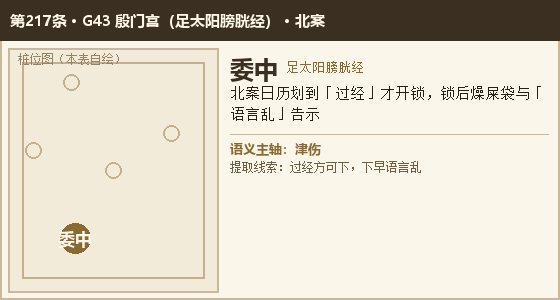 第217条・G43 殷门宫（足太阳膀胱经）・北案
桩位图（本表自绘）
委中
委中 足太阳膀胱经
北案日历划到「过经」才开锁，锁后燥屎袋与「
语言乱」告示
语义主轴：津伤
提取线索：过经方可下，下早语言乱